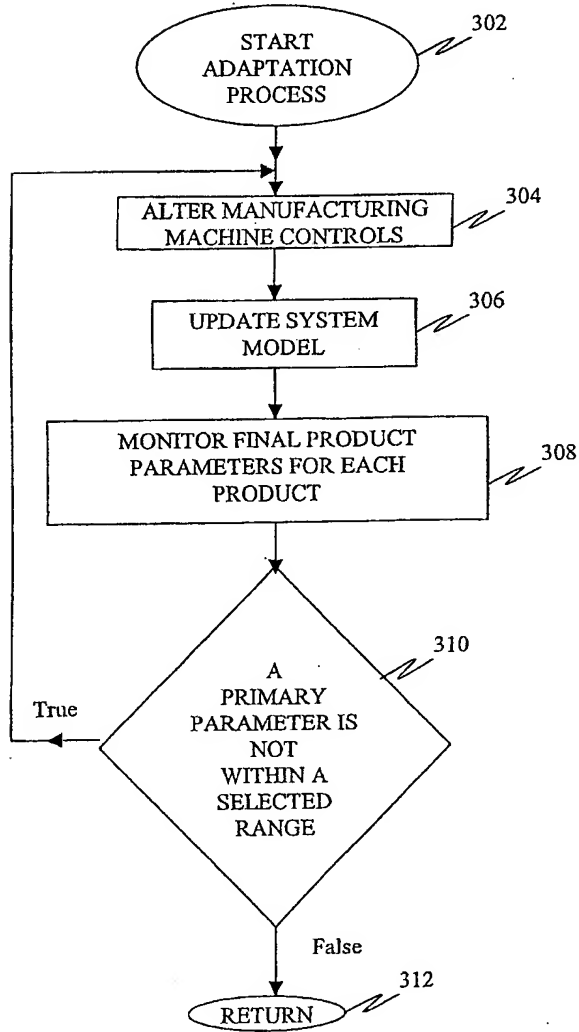 START
ADAPTATION
PROCESS
302
ALTER MANUFACTURING
MACHINE CONTROLS
304
UPDATE SYSTEM
MODEL
306
MONITOR FINAL PRODUCT
PARAMETERS FOR EACH
PRODUCT
308
310
A
PRIMARY
PARAMETER IS
NOT
WITHIN A
SELECTED
RANGE
True
False
RETURN
312